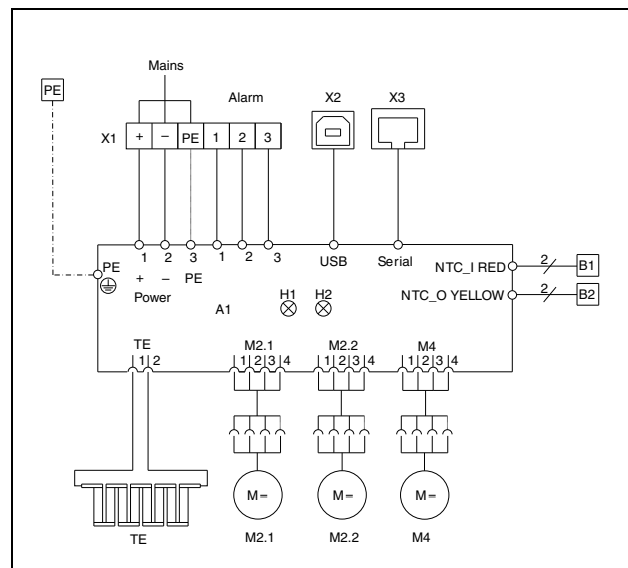 Mains
PE
Alarm
X2
X3
X1
+ – PE 1 2 3
1 2 3 1 2 3
USB
Serial
PE
+ – PE
Power
NTC_I RED
2
B1
NTC_O YELLOW
2
B2
A1
H1
H2
TE
M2.1
M2.2
M4
1 2
1 2 3 4
1 2 3 4
1 2 3 4
M=
M=
M=
TE
M2.1
M2.2
M4